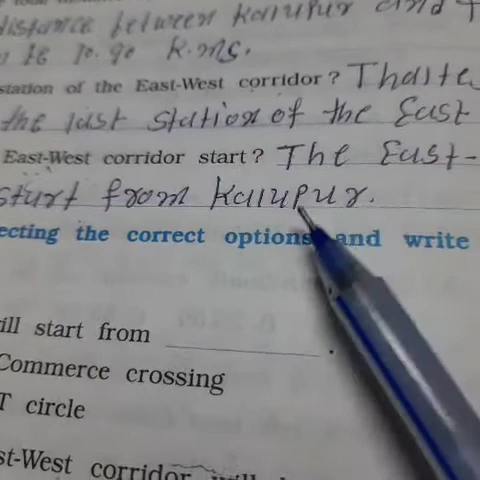 distance between Kalupur and T
is 10.90 K.ms.
station of the East-West corridor? Thalte
the last station of the East
East-West corridor start? The East-
start from Kalupur.
ecting the correct options and write
ill start from ________.
Commerce crossing
T circle
st-West corridor will